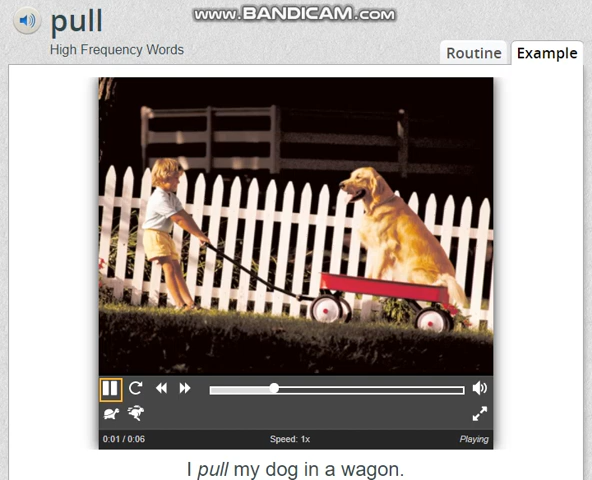 www.BANDICAM.com
pull
High Frequency Words
Routine
Example
0:01 / 0:06
Speed: 1x
Playing
I pull my dog in a wagon.